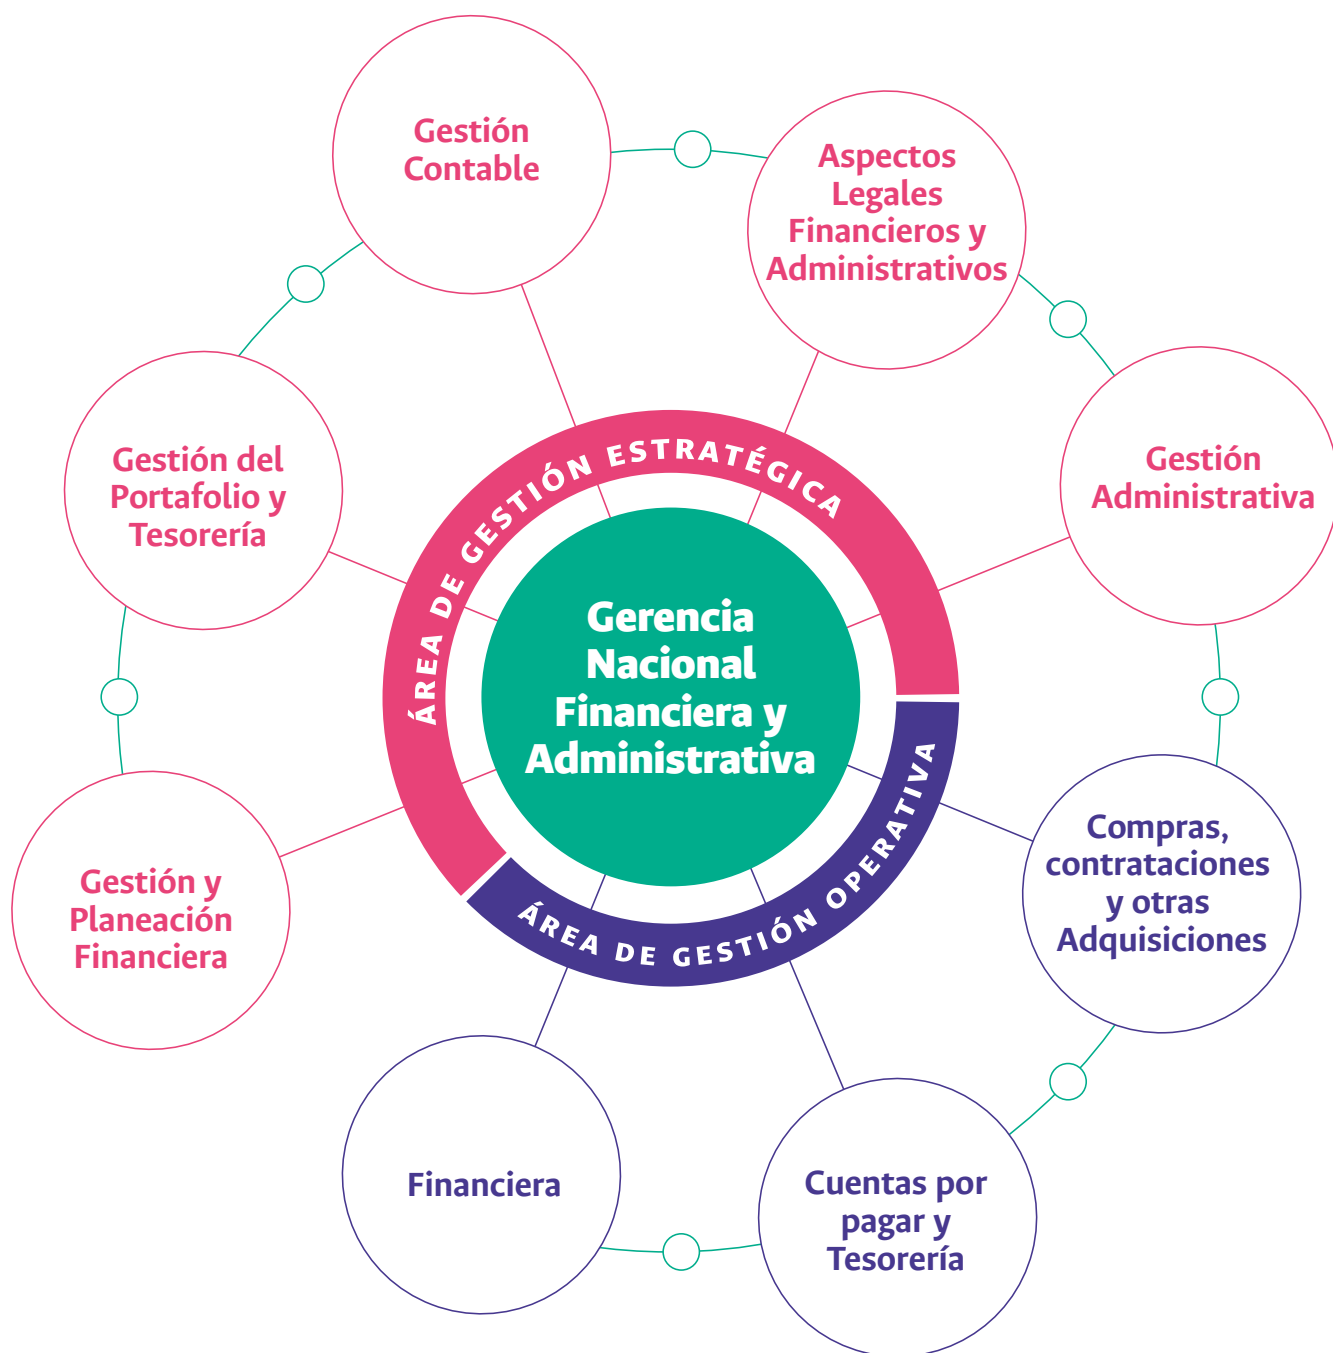 Gestión
Contable
Aspectos
Legales
Financieros y
Administrativos
Gestión del
Portafolio y
Tesorería
Gestión
Administrativa
ÁREA DE GESTIÓN ESTRATÉGICA
Gerencia
Nacional
Financiera y
Administrativa
Gestión y
Planeación
Financiera
ÁREA DE GESTIÓN OPERATIVA
Compras,
contrataciones
y otras
Adquisiciones
Financiera
Cuentas por
pagar y
Tesorería